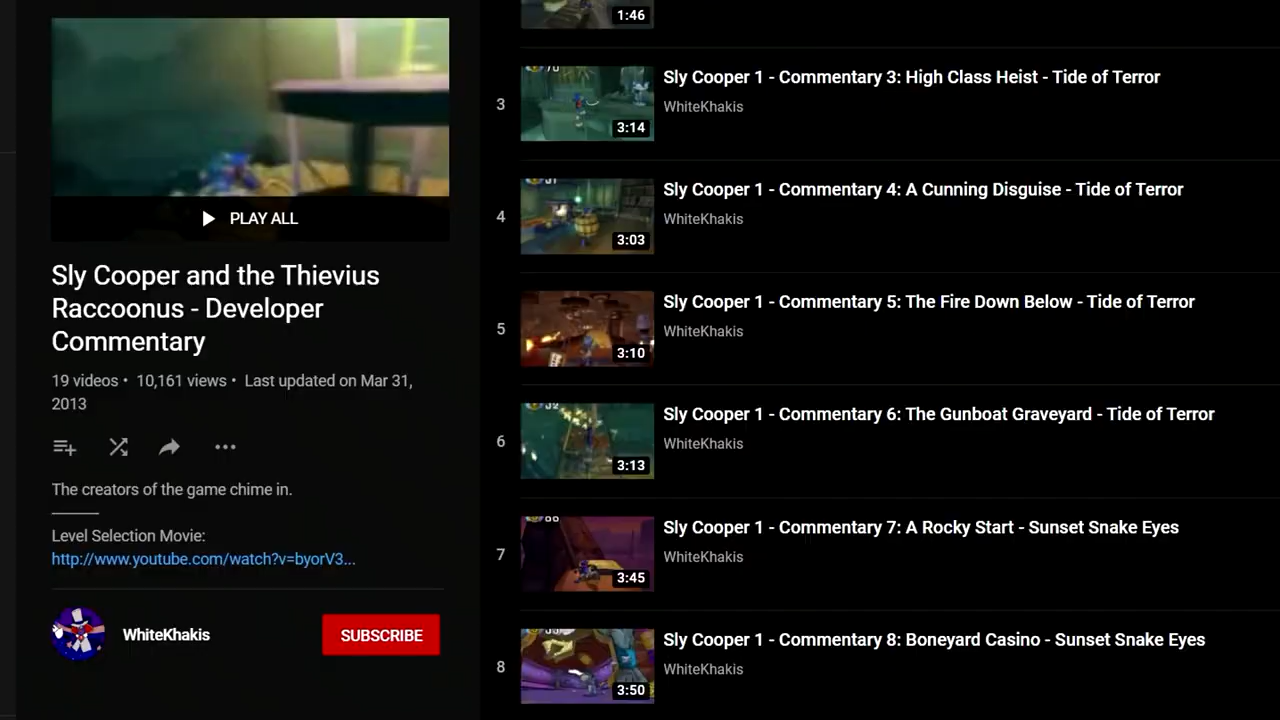 PLAY ALL
Sly Cooper and the Thievius
Raccoonus - Developer
Commentary
19 videos • 10,161 views • Last updated on Mar 31,
2013
The creators of the game chime in.
Level Selection Movie:
http://www.youtube.com/watch?v=byorV3...
WhiteKhakis
SUBSCRIBE
1:46
3
3:14
Sly Cooper 1 - Commentary 3: High Class Heist - Tide of Terror
WhiteKhakis
4
3:03
Sly Cooper 1 - Commentary 4: A Cunning Disguise - Tide of Terror
WhiteKhakis
5
3:10
Sly Cooper 1 - Commentary 5: The Fire Down Below - Tide of Terror
WhiteKhakis
6
3:13
Sly Cooper 1 - Commentary 6: The Gunboat Graveyard - Tide of Terror
WhiteKhakis
7
3:45
Sly Cooper 1 - Commentary 7: A Rocky Start - Sunset Snake Eyes
WhiteKhakis
8
3:50
Sly Cooper 1 - Commentary 8: Boneyard Casino - Sunset Snake Eyes
WhiteKhakis